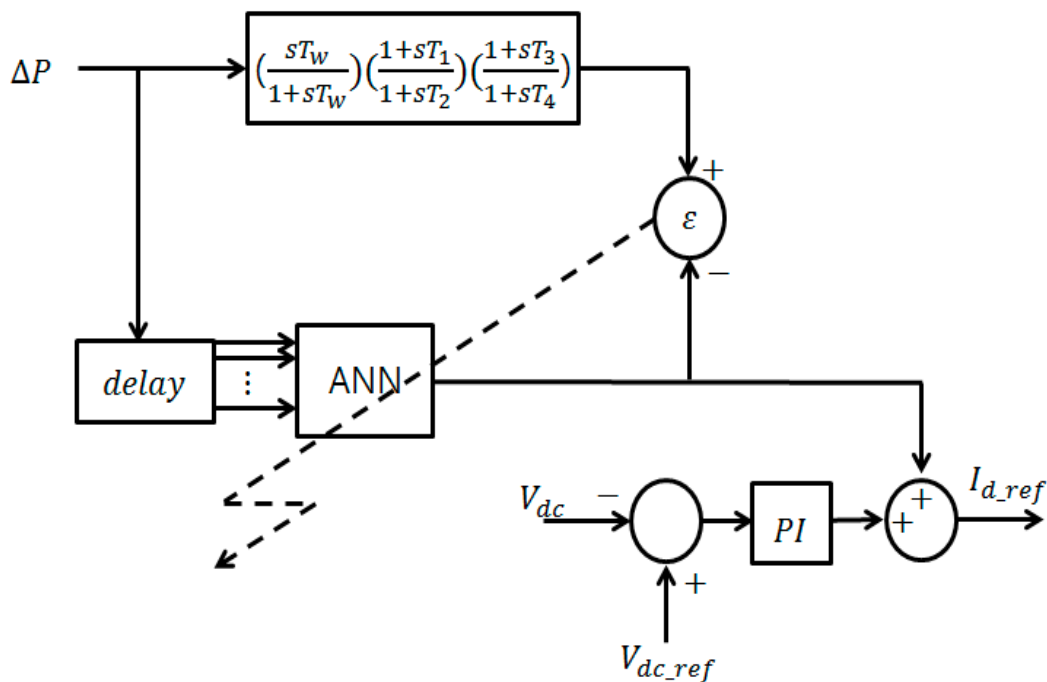 ΔP
(sT_w/1+sT_w)(1+sT_1/1+sT_2)(1+sT_3/1+sT_4)
+
ε
−
delay
⋮
ANN
V_dc
−
+
V_dc_ref
PI
+
+
I_d_ref